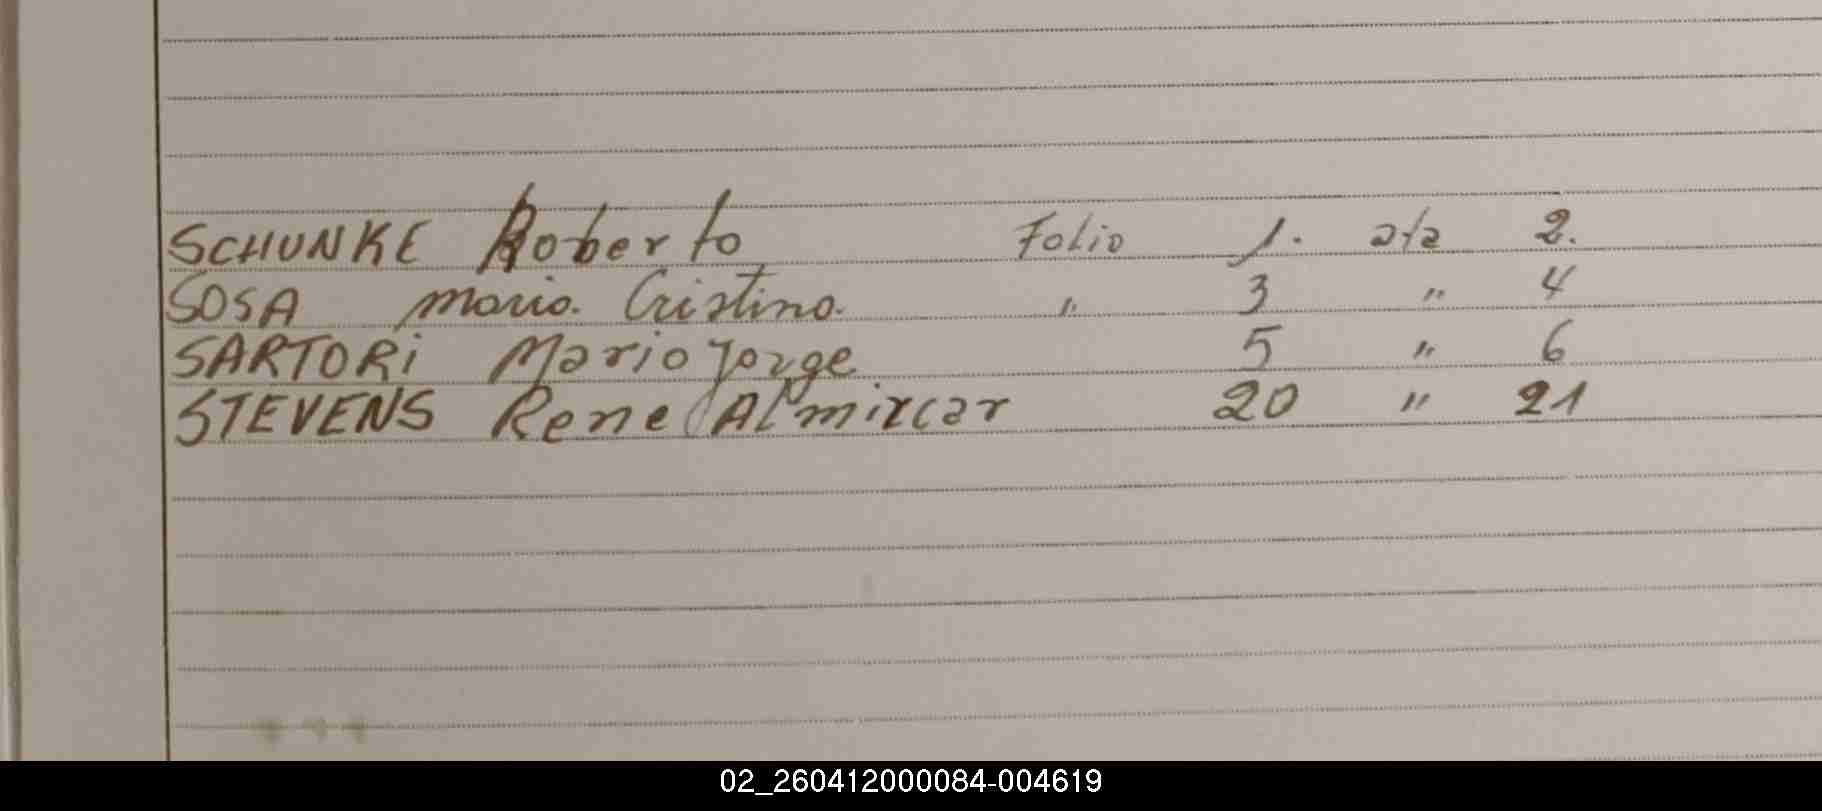 SCHUNKE Roberto Folio 1. ata 2.
SOSA Maria. Cristina. " 3 " 4
SARTORi Mario Jorge 5 " 6
STEVENS Rene Almircar 20 " 21
02_260412000084-004619